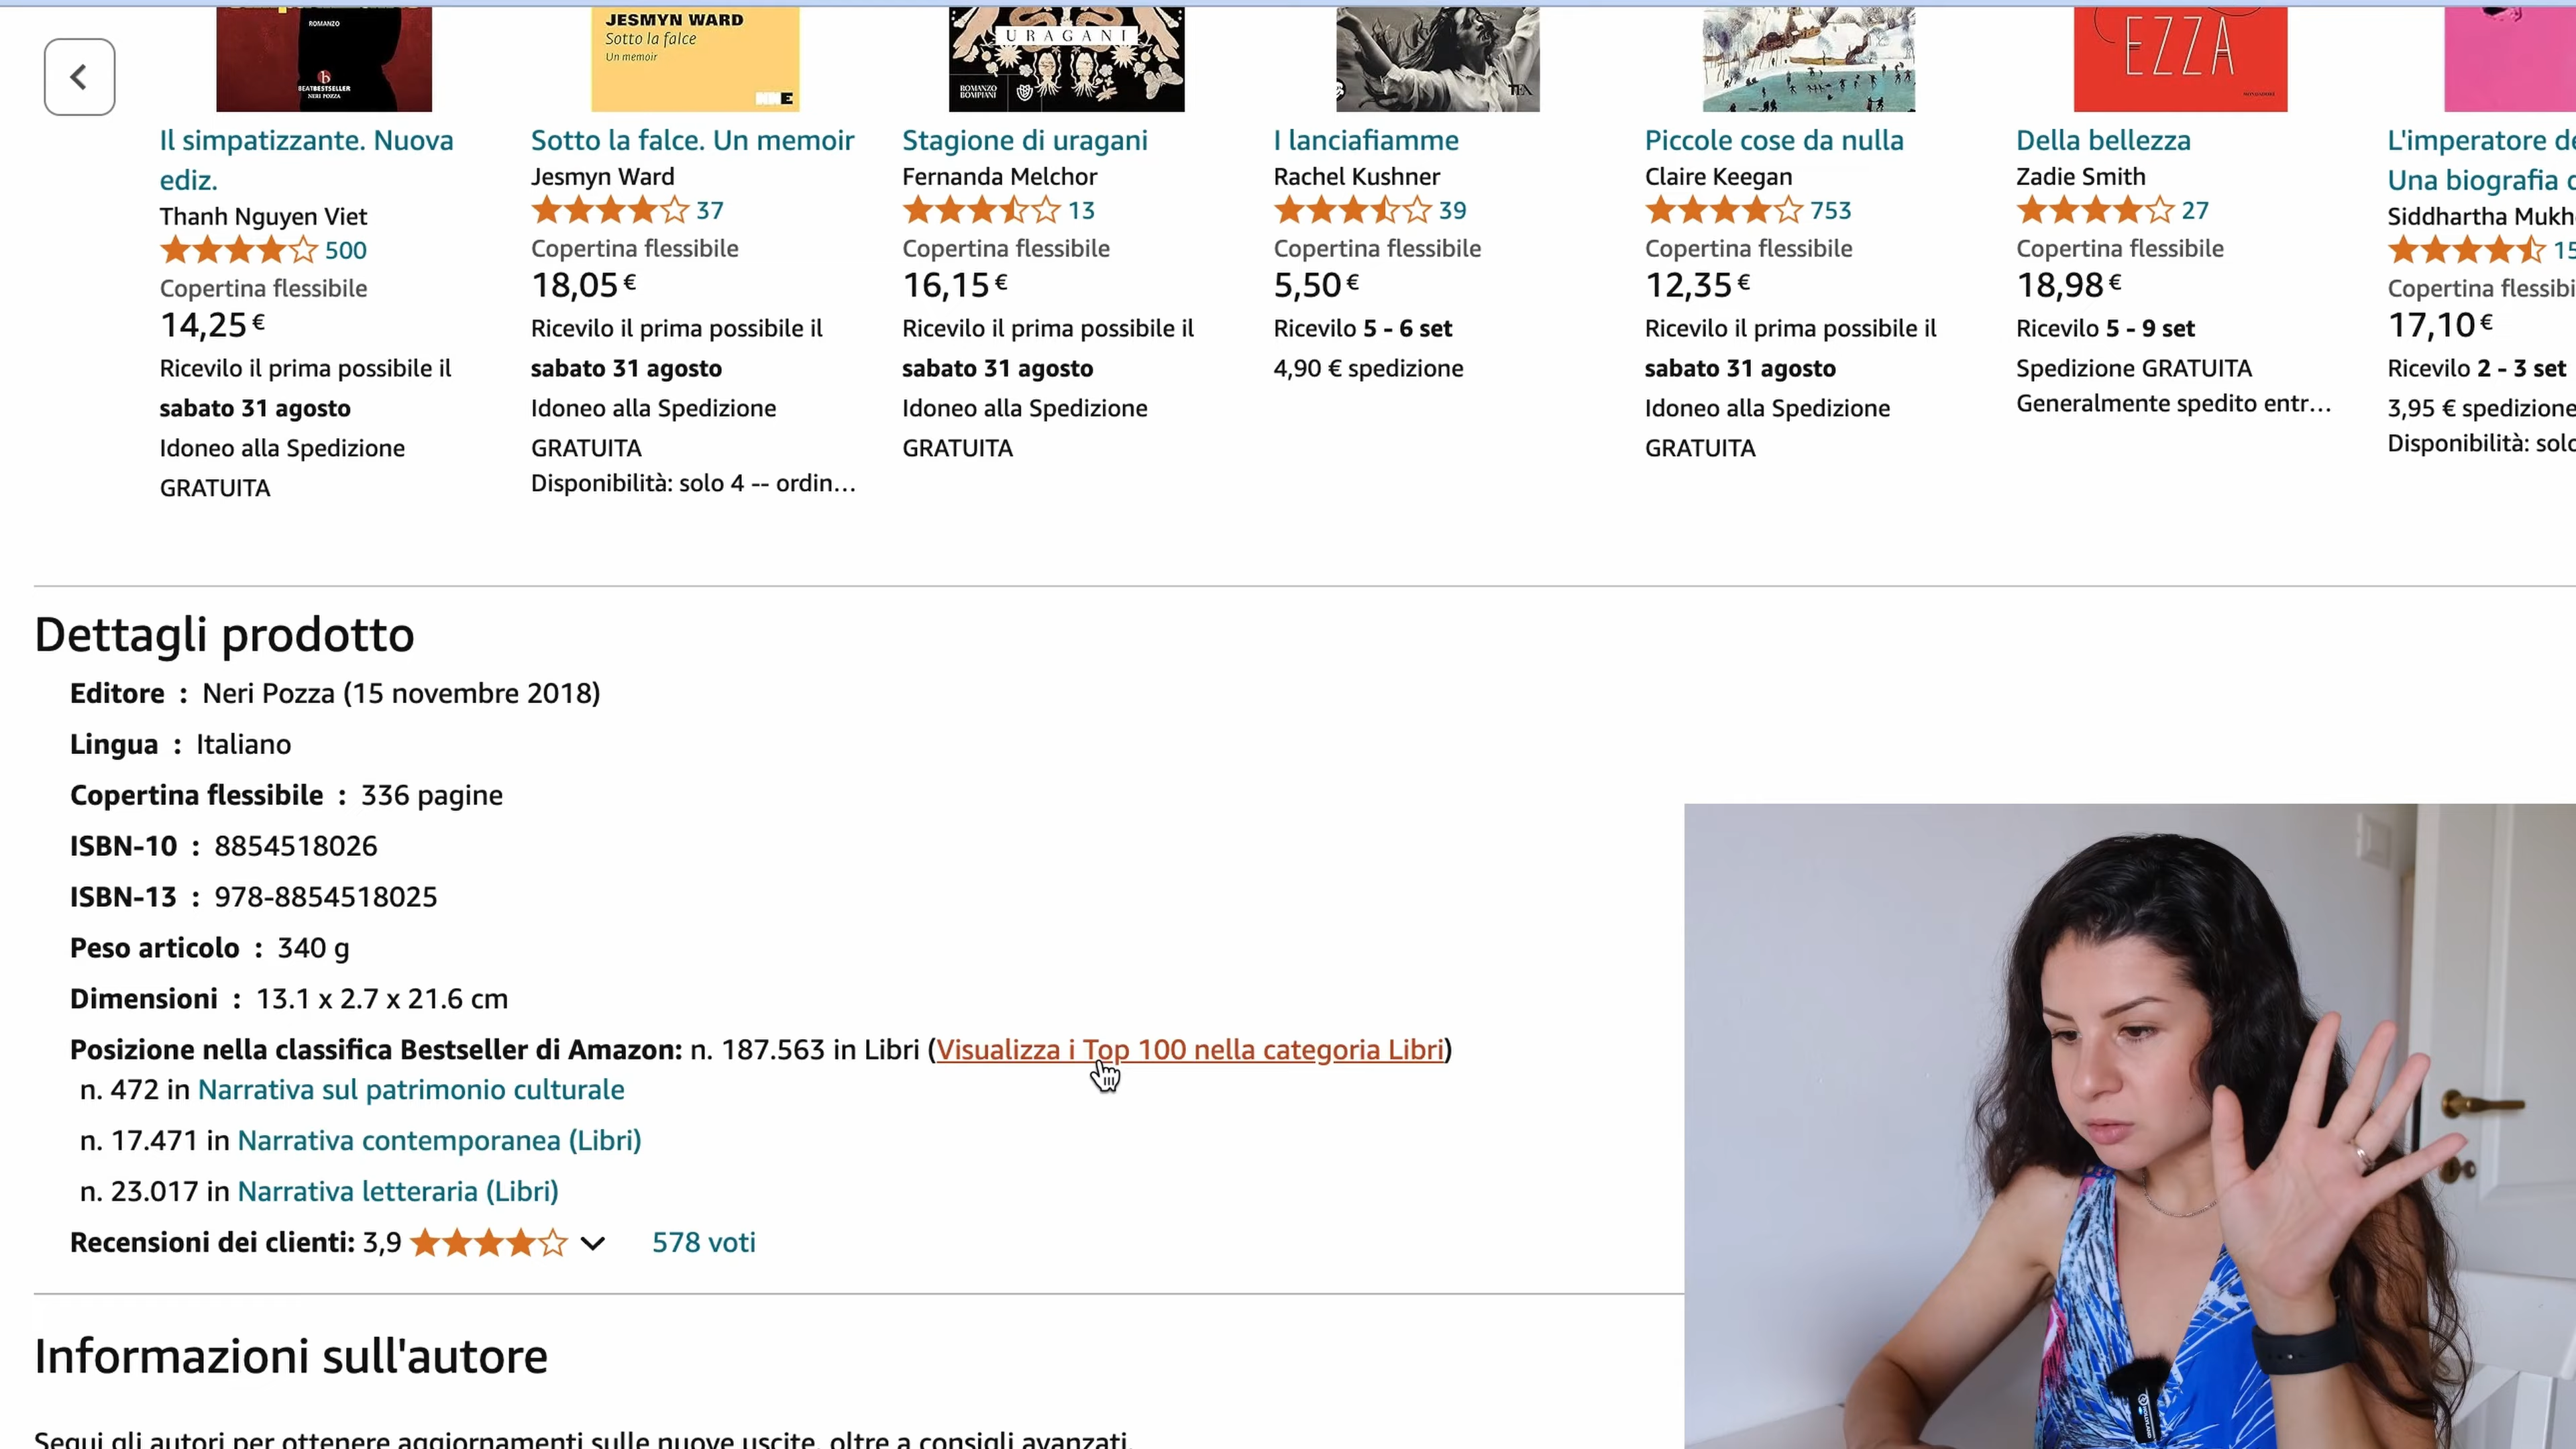 ROMANZO
BEATBESTSELLER
NERI POZZA
JESMYN WARD
Sotto la falce
Un memoir
NNE
URAGANI
ROMANZO
BOMPIANI
TEA
EZZA
MONDADORI
Il simpatizzante. Nuova
ediz.
Thanh Nguyen Viet
500
Copertina flessibile
14,25 €
Ricevilo il prima possibile il
sabato 31 agosto
Idoneo alla Spedizione
GRATUITA
Sotto la falce. Un memoir
Jesmyn Ward
37
Copertina flessibile
18,05 €
Ricevilo il prima possibile il
sabato 31 agosto
Idoneo alla Spedizione
GRATUITA
Disponibilità: solo 4 -- ordin…
Stagione di uragani
Fernanda Melchor
13
Copertina flessibile
16,15 €
Ricevilo il prima possibile il
sabato 31 agosto
Idoneo alla Spedizione
GRATUITA
I lanciafiamme
Rachel Kushner
39
Copertina flessibile
5,50 €
Ricevilo 5 - 6 set
4,90 € spedizione
Piccole cose da nulla
Claire Keegan
753
Copertina flessibile
12,35 €
Ricevilo il prima possibile il
sabato 31 agosto
Idoneo alla Spedizione
GRATUITA
Della bellezza
Zadie Smith
27
Copertina flessibile
18,98 €
Ricevilo 5 - 9 set
Spedizione GRATUITA
Generalmente spedito entr…
L'imperatore de
Una biografia
Siddhartha Mukh
15
Copertina flessibi
17,10 €
Ricevilo 2 - 3 set
3,95 € spedizione
Disponibilità: solo
Dettagli prodotto
Editore : Neri Pozza (15 novembre 2018)
Lingua : Italiano
Copertina flessibile : 336 pagine
ISBN-10 : 8854518026
ISBN-13 : 978-8854518025
Peso articolo : 340 g
Dimensioni : 13.1 x 2.7 x 21.6 cm
Posizione nella classifica Bestseller di Amazon: n. 187.563 in Libri (Visualizza i Top 100 nella categoria Libri)
n. 472 in Narrativa sul patrimonio culturale
n. 17.471 in Narrativa contemporanea (Libri)
n. 23.017 in Narrativa letteraria (Libri)
Recensioni dei clienti: 3,9 578 voti
Informazioni sull'autore
Segui gli autori per ottenere aggiornamenti sulle nuove uscite, oltre a consigli avanzati.
HOLLYLAND